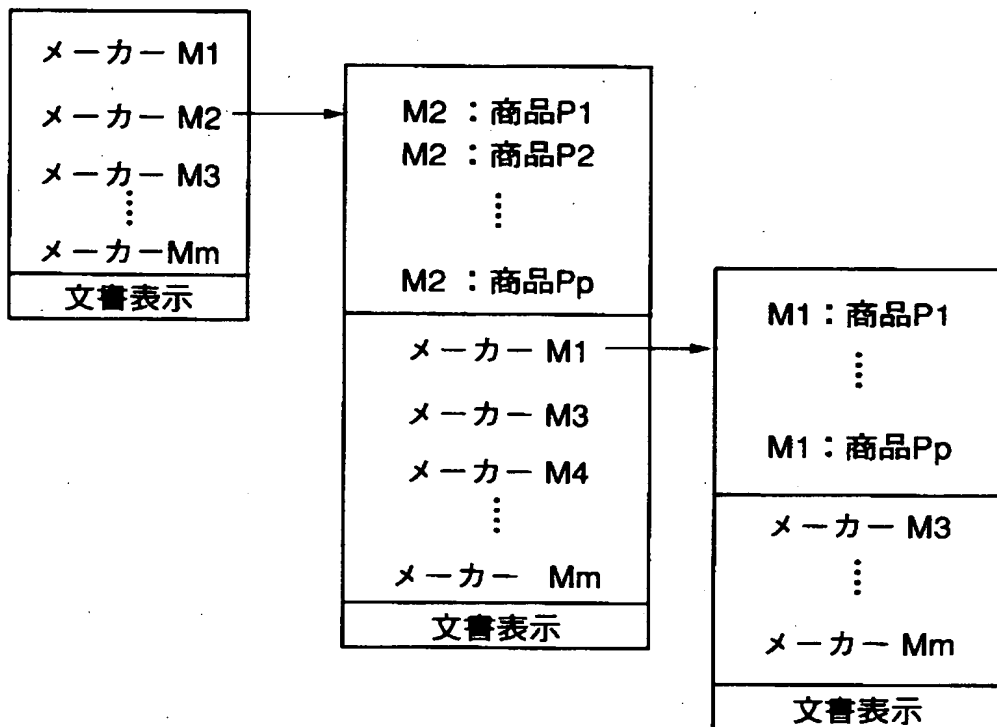 メーカー M1
メーカー M2
メーカー M3
メーカーMm
文書表示
M2 ：商品P1
M2 ：商品P2
M2 ：商品Pp
メーカー M1
メーカー M3
メーカー M4
メーカー Mm
文書表示
M1：商品P1
M1：商品Pp
メーカー M3
メーカー Mm
文書表示